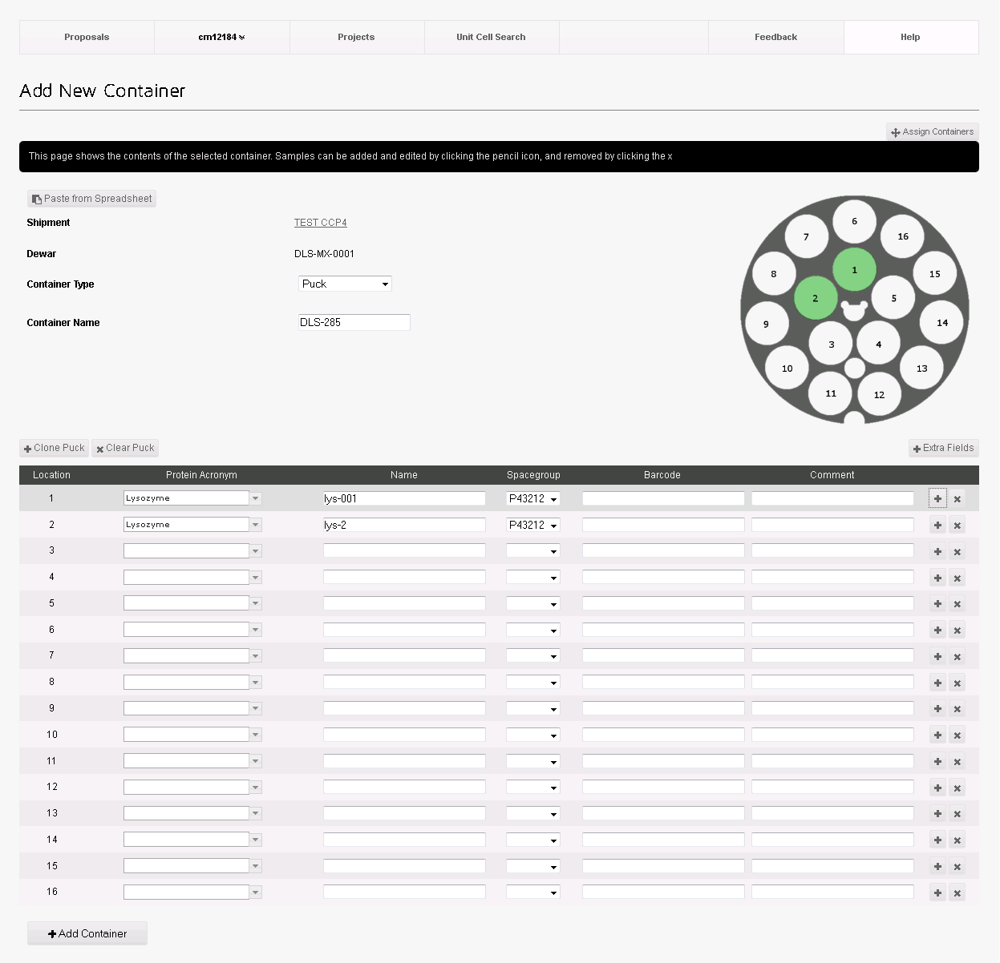 Proposals cm12184 Projects Unit Cell Search Feedback Help
Add New Container
Assign Containers
This page shows the contents of the selected container. Samples can be added and edited by clicking the pencil icon, and removed by clicking the x
Paste from Spreadsheet
Shipment TEST CCP4
Dewar DLS-MX-0001
Container Type Puck
Container Name DLS-285
6
7 16
1
8 15
2 5
9 14
3 4
10 13
11 12
Clone Puck Clear Puck Extra Fields
Location Protein Acronym Name Spacegroup Barcode Comment
1 Lysozyme lys-001 P43212
2 Lysozyme lys-2 P43212
3
4
5
6
7
8
9
10
11
12
13
14
15
16
Add Container